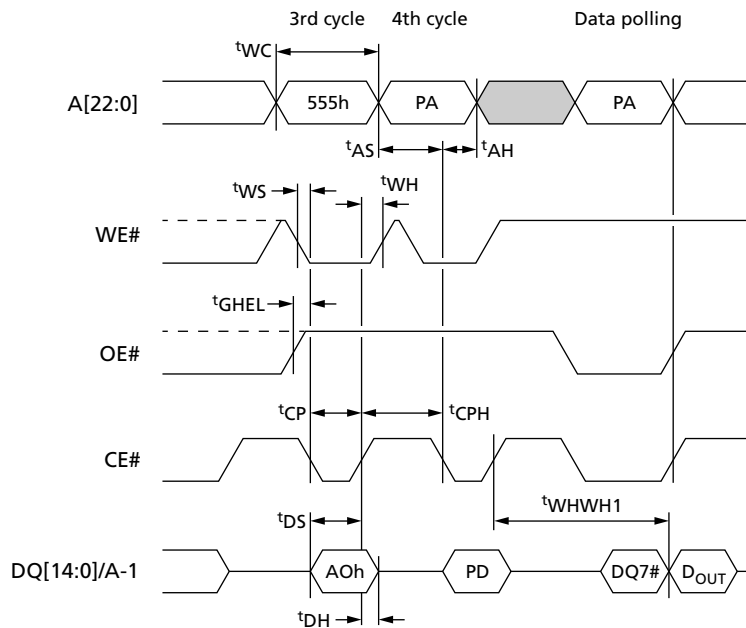 3rd cycle 4th cycle Data polling
tWC
A[22:0] 555h PA PA
tAS tAH
tWS tWH
WE#
tGHEL
OE#
tCP tCPH
CE#
tWHWH1
tDS
DQ[14:0]/A-1 AOh PD DQ7# DOUT
tDH